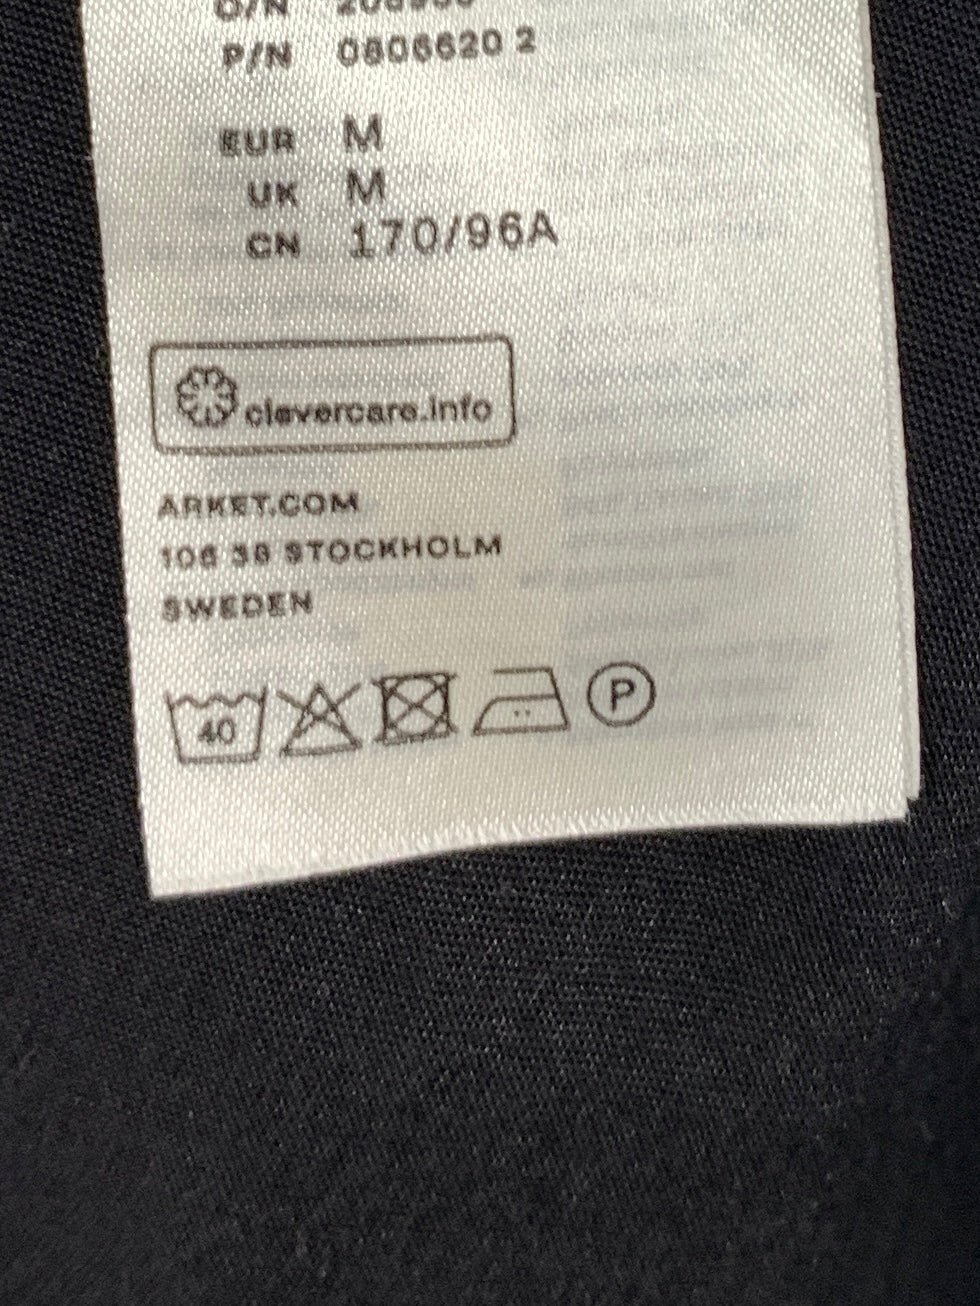 P/N 0806620 2
EUR M
UK M
CN 170/96A
clevercare.info
ARKET.COM
106 38 STOCKHOLM
SWEDEN
40
P